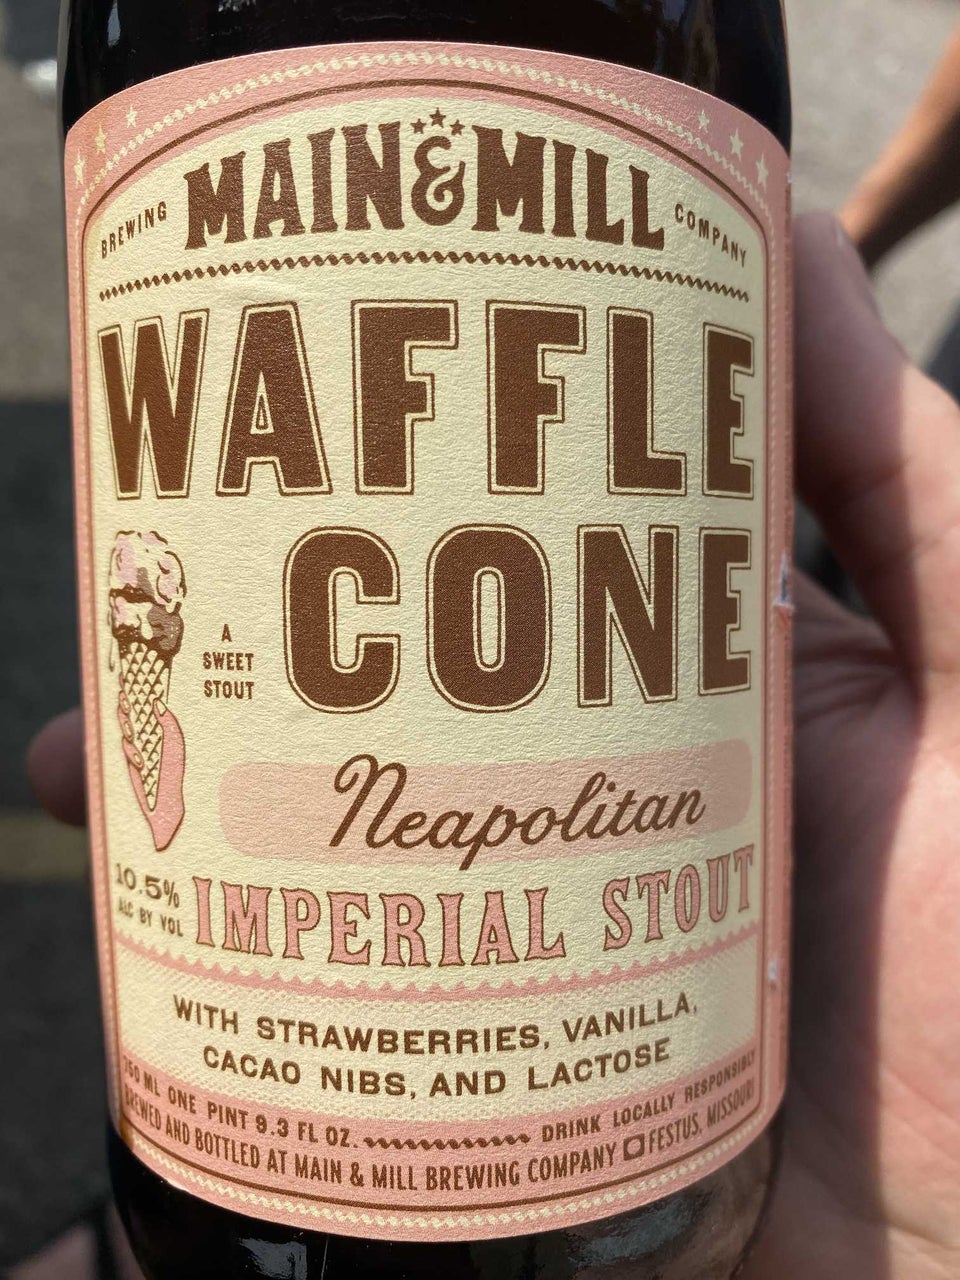 BREWING MAIN & MILL COMPANY
WAFFLE
CONE
A
SWEET
STOUT
Neapolitan
10.5%
ALC BY VOL
IMPERIAL STOUT
WITH STRAWBERRIES, VANILLA,
CACAO NIBS, AND LACTOSE
750 ML ONE PINT 9.3 FL OZ. DRINK LOCALLY RESPONSIBLY
BREWED AND BOTTLED AT MAIN & MILL BREWING COMPANY FESTUS, MISSOURI